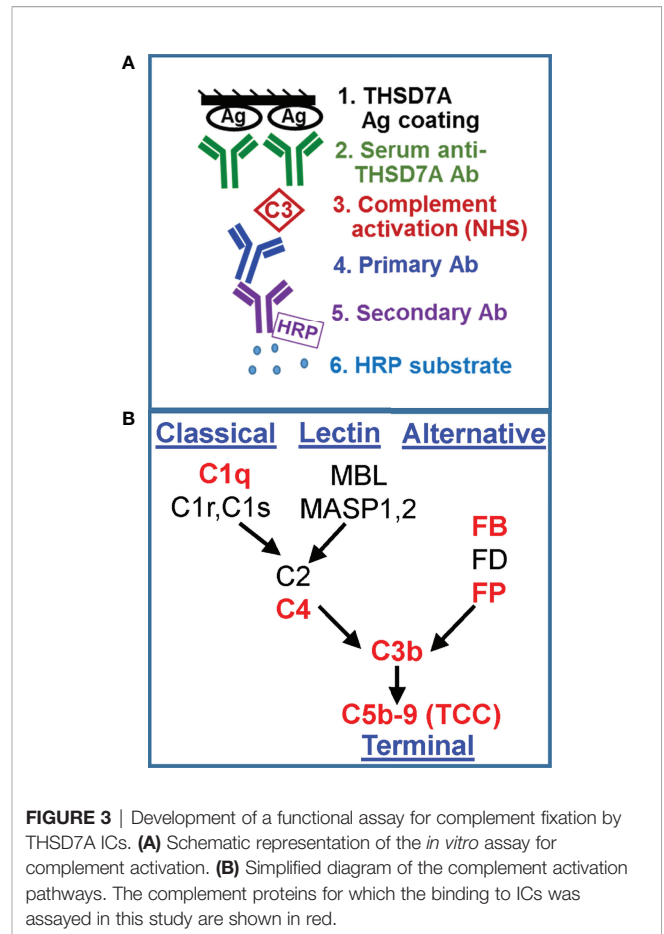 A
Ag Ag
1. THSD7A
Ag coating
2. Serum anti-
THSD7A Ab
C3
3. Complement
activation (NHS)
4. Primary Ab
5. Secondary Ab
HRP
6. HRP substrate
B
Classical Lectin Alternative
C1q MBL
C1r,C1s MASP1,2
FB
FD
FP
C2
C4
C3b
C5b-9 (TCC)
Terminal
FIGURE 3 | Development of a functional assay for complement fixation by
THSD7A ICs. (A) Schematic representation of the in vitro assay for
complement activation. (B) Simplified diagram of the complement activation
pathways. The complement proteins for which the binding to ICs was
assayed in this study are shown in red.